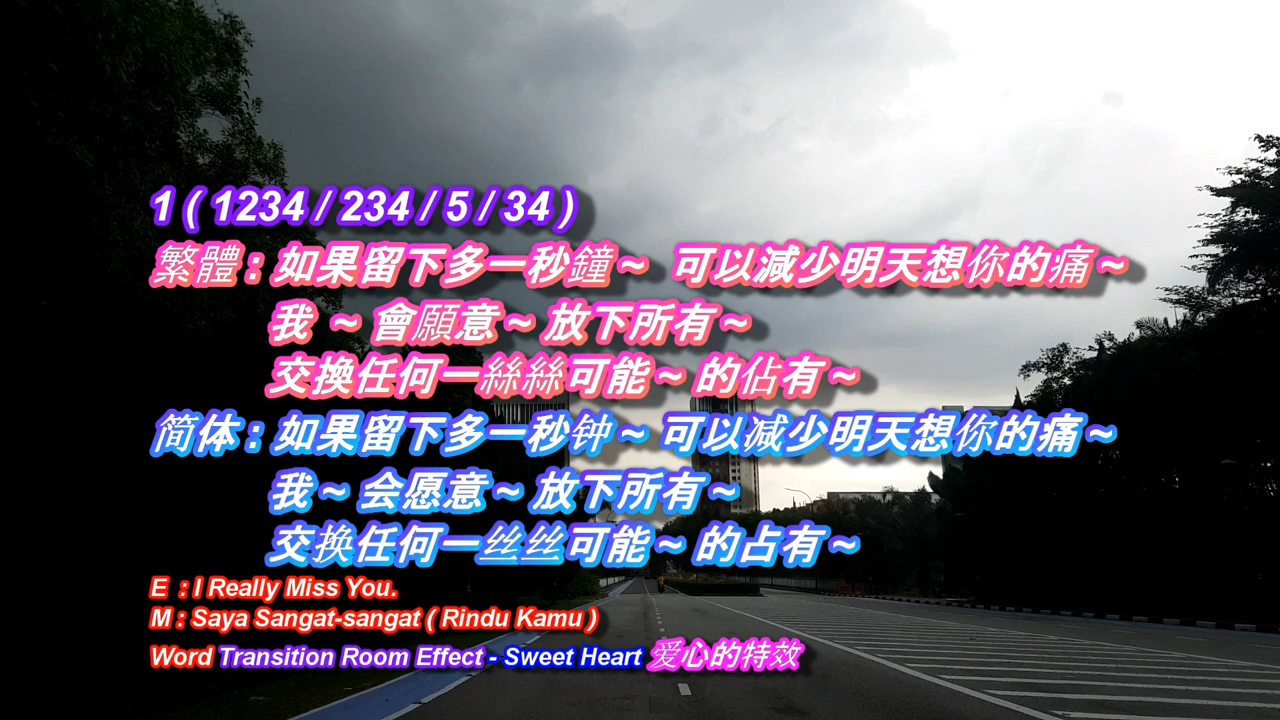 1 ( 1234 / 234 / 5 / 34 )
繁體 : 如果留下多一秒鐘 ~ 可以減少明天想你的痛 ~
我 ~ 會願意 ~ 放下所有 ~
交換任何一絲絲可能 ~ 的佔有 ~
简体 : 如果留下多一秒钟 ~ 可以减少明天想你的痛 ~
我 ~ 会愿意 ~ 放下所有 ~
交换任何一丝丝可能 ~ 的占有 ~
E : I Really Miss You.
M : Saya Sangat-sangat ( Rindu Kamu )
Word Transition Room Effect - Sweet Heart 爱心的特效